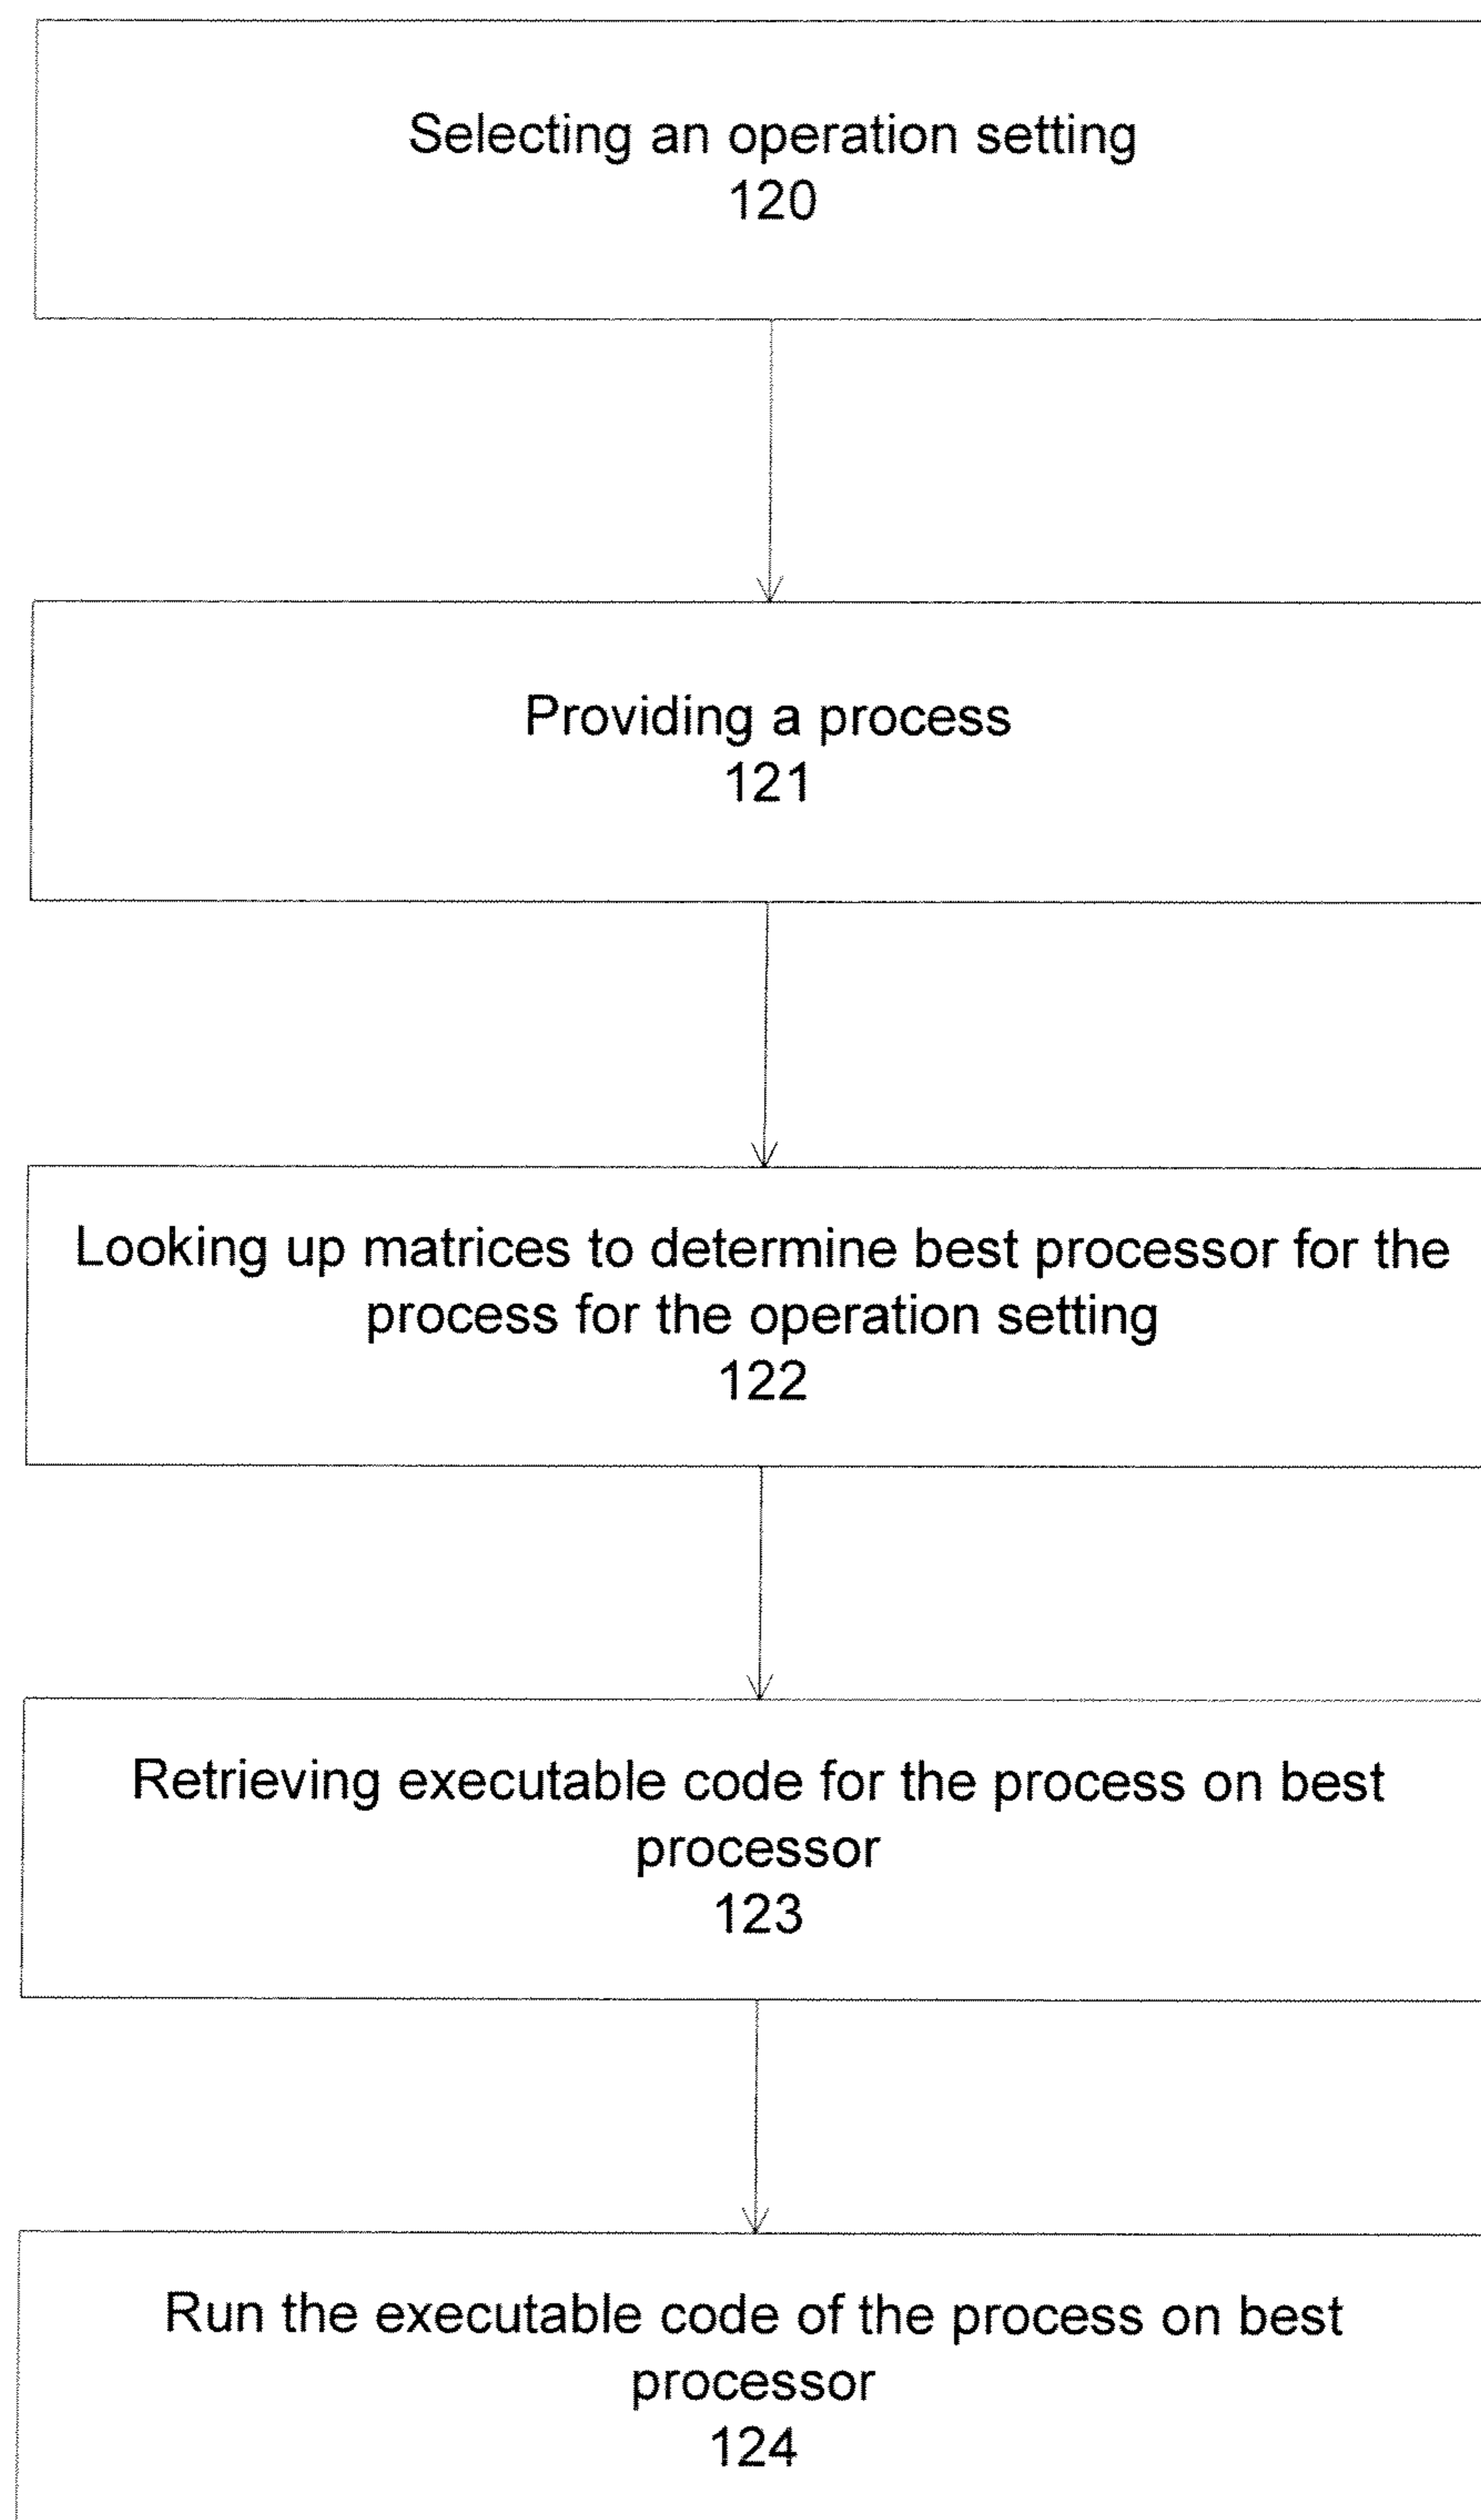 Selecting an operation setting
120
Providing a process
121
Looking up matrices to determine best processor for the
process for the operation setting
122
Retrieving executable code for the process on best
processor
123
Run the executable code of the process on best
processor
124